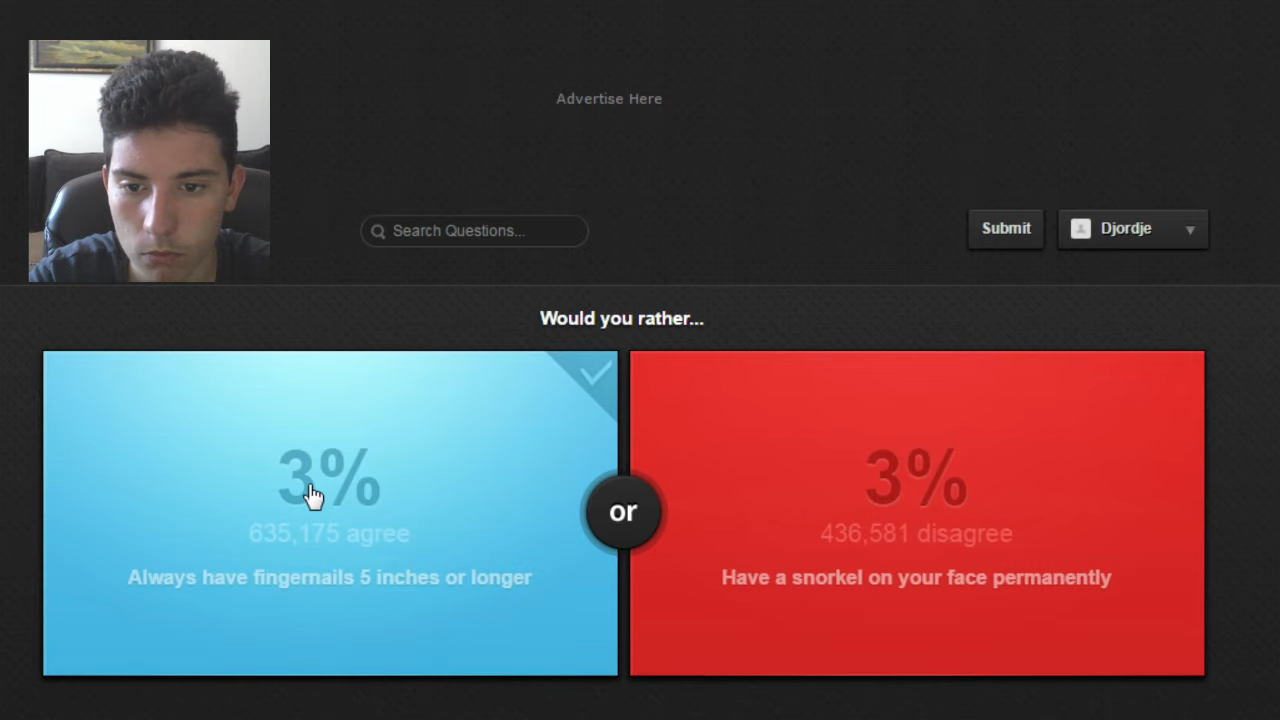 Advertise Here
Search Questions...
Submit
Djordje
Would you rather...
3%
635,175 agree
Always have fingernails 5 inches or longer
or
3%
436,581 disagree
Have a snorkel on your face permanently